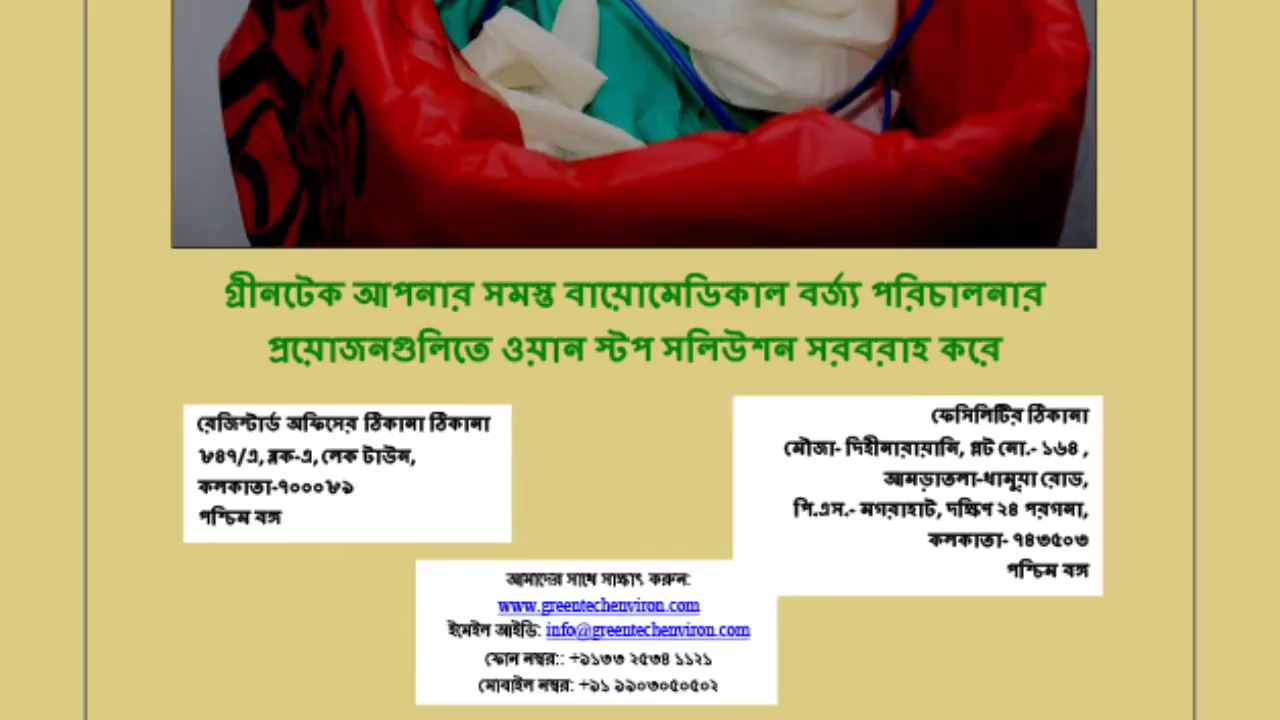 গ্রীনটেক আপনার সমস্ত বায়োমেডিকাল বর্জ্য পরিচালনার
প্রয়োজনগুলিতে ওয়ান স্টপ সলিউশন সরবরাহ করে
রেজিস্টার্ড অফিসের ঠিকানা ঠিকানা
৮৪৭/এ, ব্লক-এ, লেক টাউন,
কলকাতা-৭০০০৮৯
পশ্চিম বঙ্গ
ফেসিলিটির ঠিকানা
মৌজা- দিহীনারায়ানি, প্লট নো.- ১৬৪ ,
আমড়াতলা-ধামুয়া রোড,
পি.এস.- মগরাহাট, দক্ষিণ ২৪ পরগনা,
কলকাতা- ৭৪৩৫০৩
পশ্চিম বঙ্গ
আমাদের সাথে সাক্ষাৎ করুন:
www.greentechenviron.com
ইমেইল আইডি: info@greentechenviron.com
ফোন নম্বর:: +৯১৩৩ ২৫৩৪ ১১২১
মোবাইল নম্বর: +৯১ ৯৯০৩০৫০৫০২